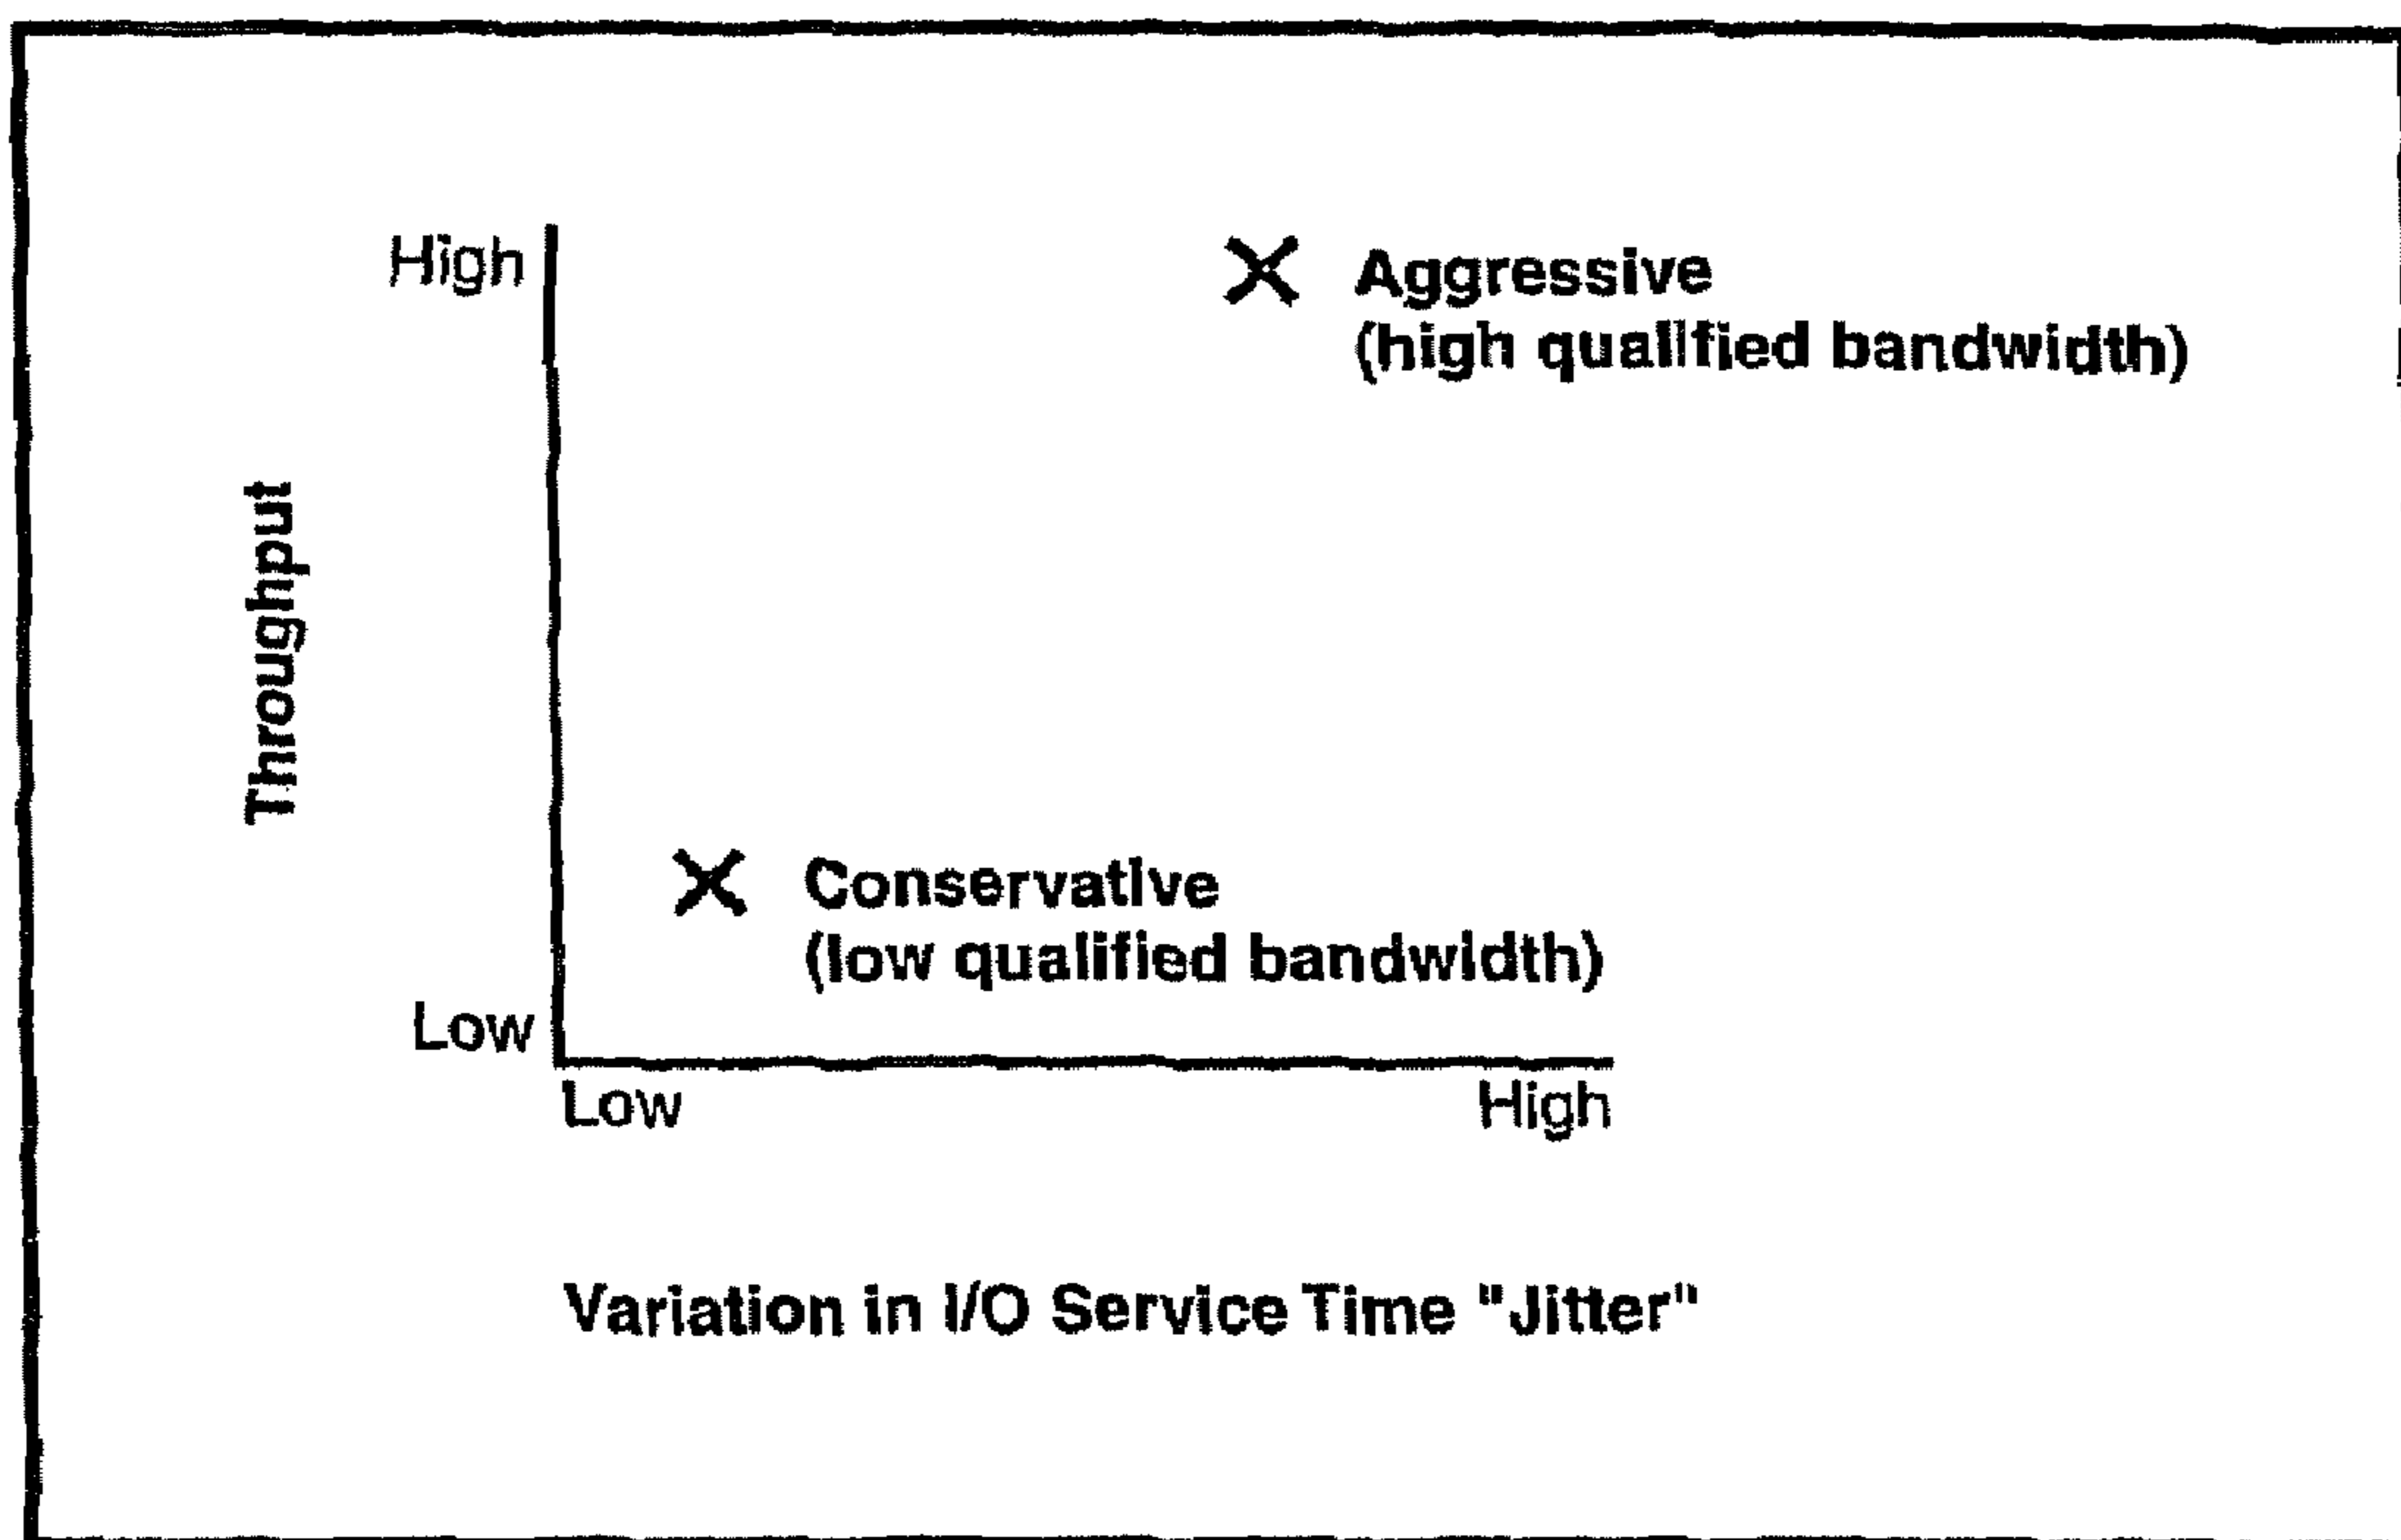 High
Aggressive
(high qualified bandwidth)
Throughput
Conservative
(low qualified bandwidth)
Low
Low
High
Variation in I/O Service Time "Jitter"